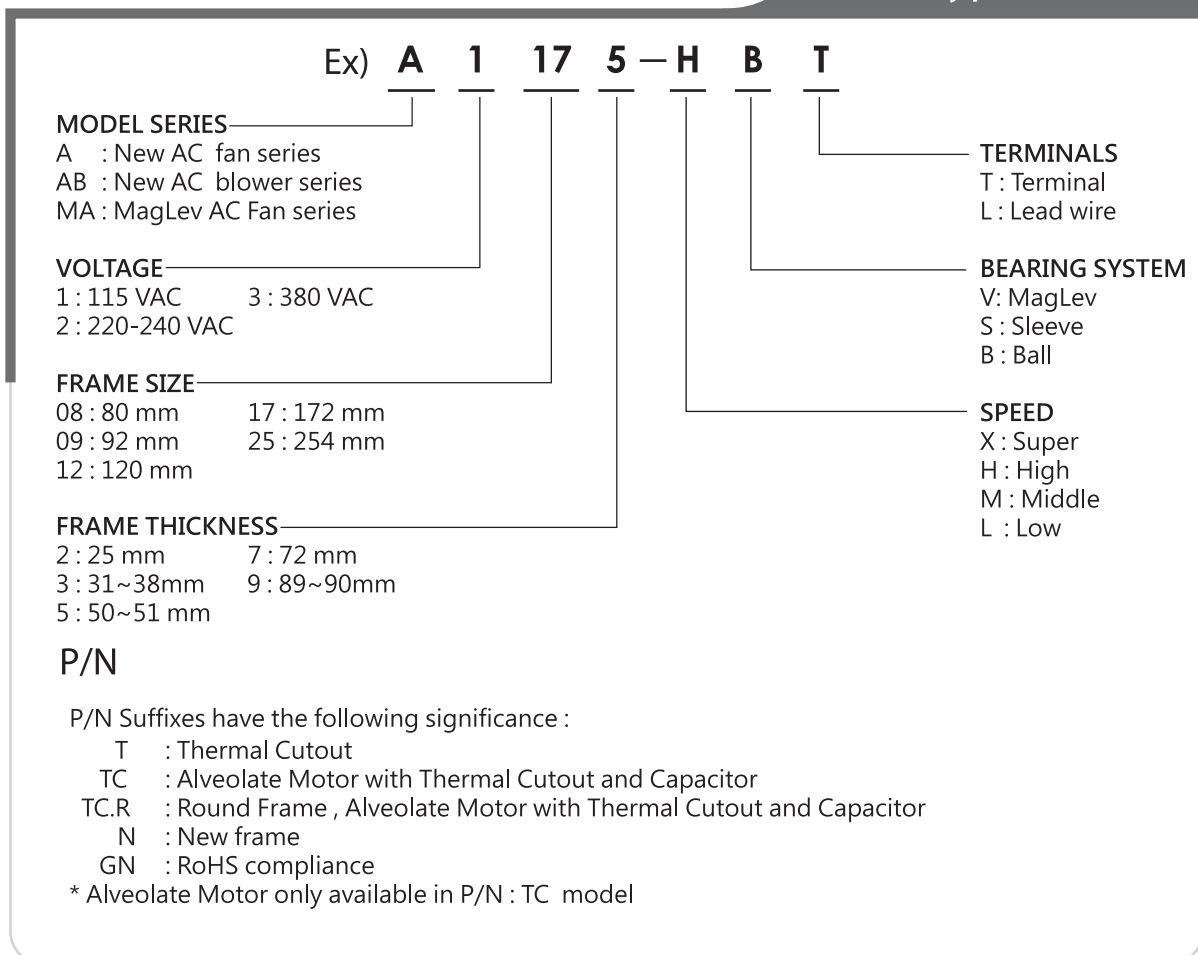 Ex) A 1 17 5 — H B T
MODEL SERIES
A : New AC fan series
AB : New AC blower series
MA : MagLev AC Fan series
VOLTAGE
1 : 115 VAC 3 : 380 VAC
2 : 220-240 VAC
FRAME SIZE
08 : 80 mm 17 : 172 mm
09 : 92 mm 25 : 254 mm
12 : 120 mm
FRAME THICKNESS
2 : 25 mm 7 : 72 mm
3 : 31~38mm 9 : 89~90mm
5 : 50~51 mm
TERMINALS
T : Terminal
L : Lead wire
BEARING SYSTEM
V: MagLev
S : Sleeve
B : Ball
SPEED
X : Super
H : High
M : Middle
L : Low
P/N
P/N Suffixes have the following significance :
T : Thermal Cutout
TC : Alveolate Motor with Thermal Cutout and Capacitor
TC.R : Round Frame , Alveolate Motor with Thermal Cutout and Capacitor
N : New frame
GN : RoHS compliance
* Alveolate Motor only available in P/N : TC model